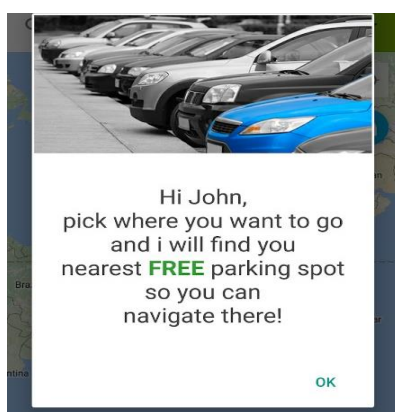 Hi John,
pick where you want to go
and i will find you
nearest FREE parking spot
so you can
navigate there!
OK